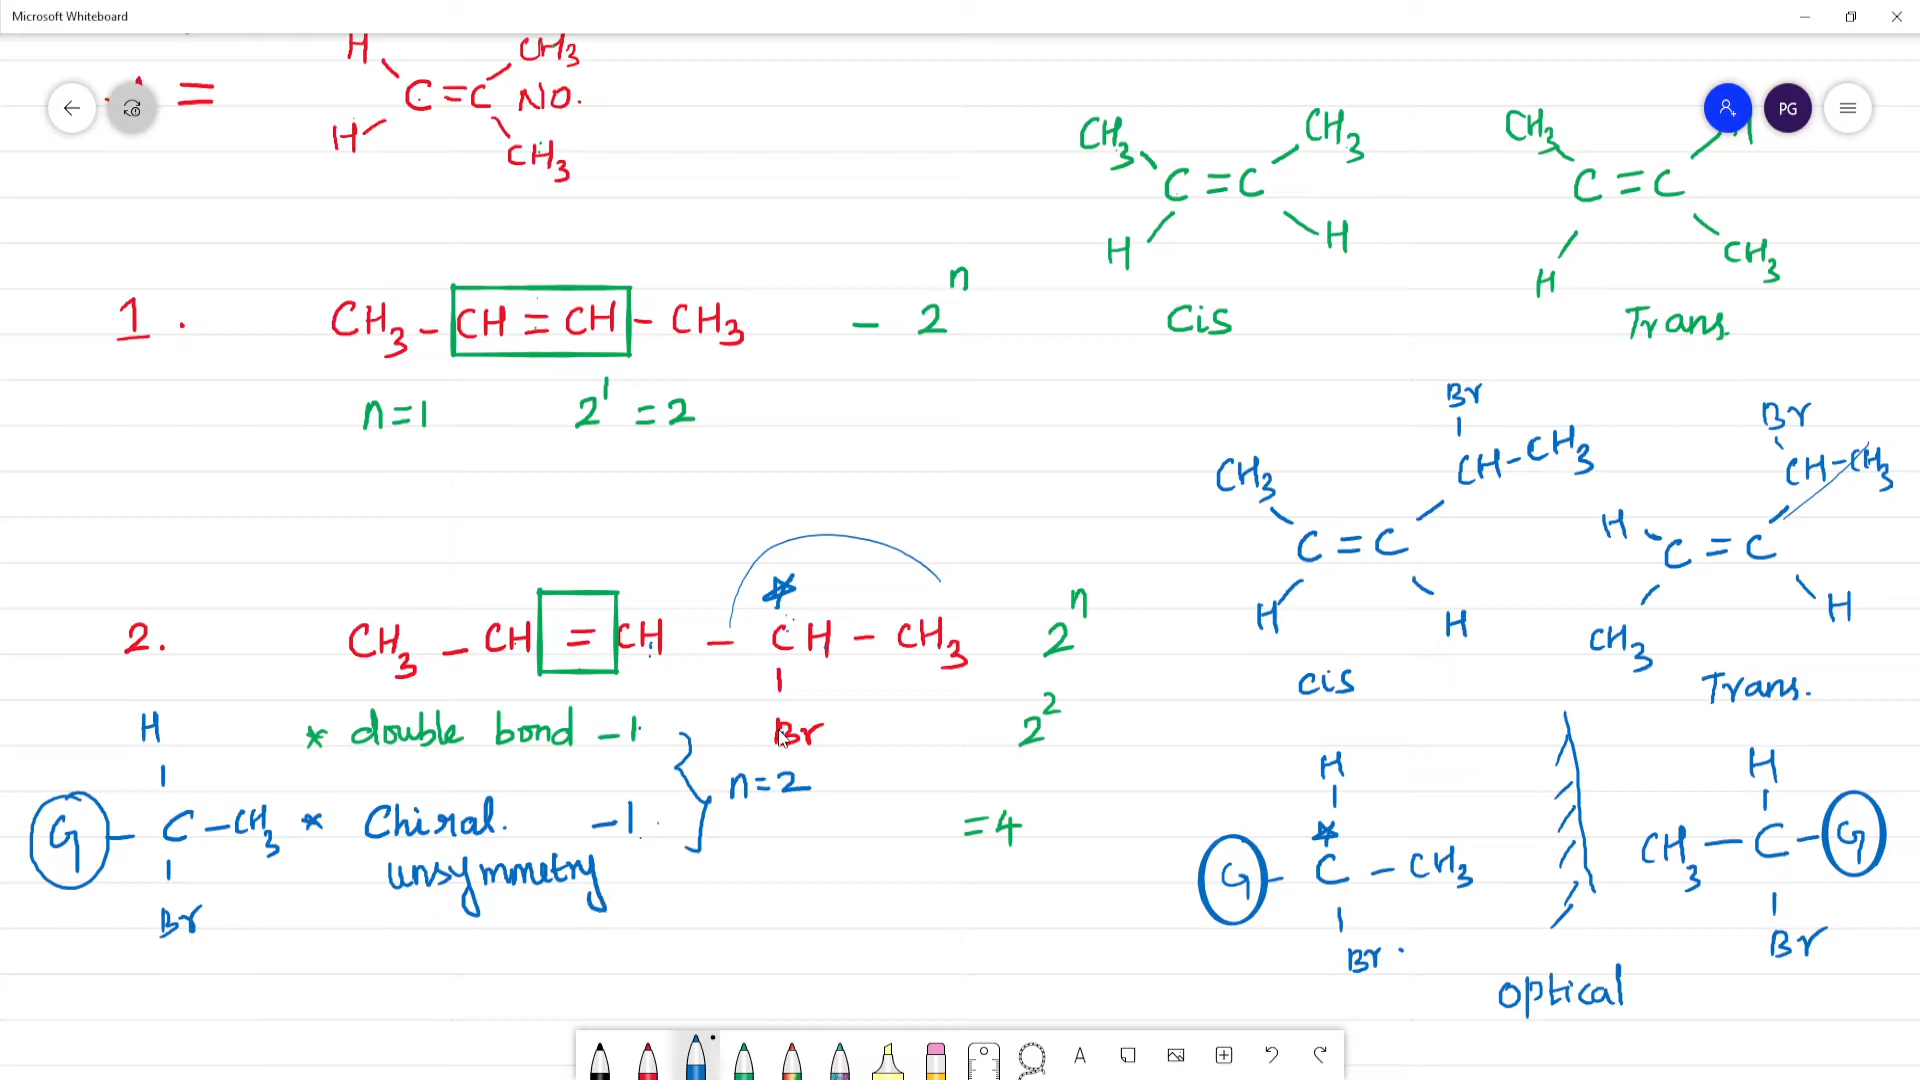 Microsoft Whiteboard
H CH3
= C = C NO.
H CH3
PG
CH3 CH3
C = C
H H
Cis
CH3 H
C = C
H CH3
Trans.
1. CH3 - CH = CH - CH3 - 2^n
n = 1 2^1 = 2
Br
CH3 CH-CH3
C = C
H H
cis
Br
H CH-CH3
C = C
CH3 H
Trans.
*
2. CH3 - CH = CH - CH - CH3 2^n
Br
* double bond - 1 2^2
n = 2
* Chiral. - 1 = 4
unsymmetry
H
G - C - CH3
Br
H
*
G - C - CH3
Br.
H
CH3 - C - G
Br
optical
A